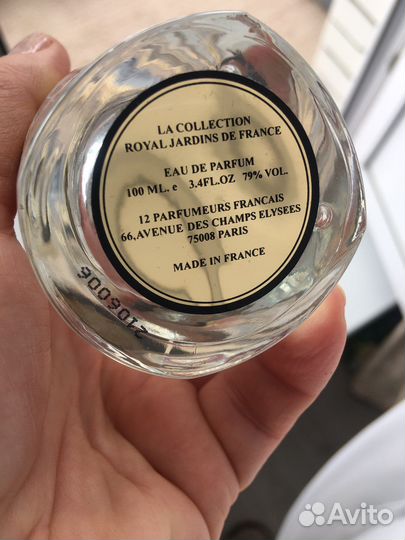 LA COLLECTION
ROYAL JARDINS DE FRANCE
EAU DE PARFUM
100 ML. e 3.4FL.OZ 79% VOL.
12 PARFUMEURS FRANCAIS
66,AVENUE DES CHAMPS ELYSEES
75008 PARIS
MADE IN FRANCE
2106006
Avito